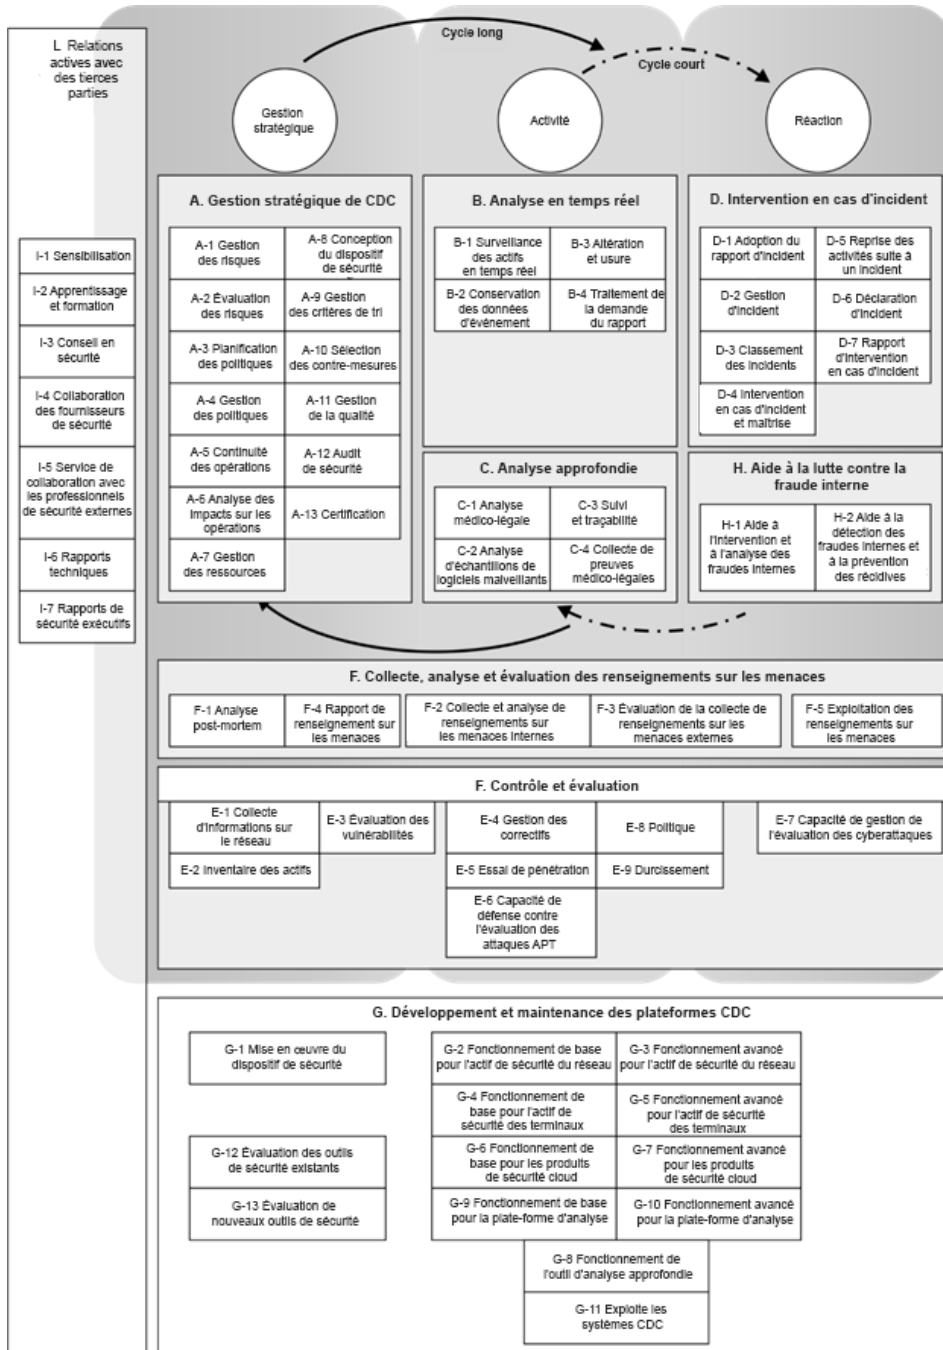 L Relations
actives avec
des tierces
parties
Cycle long
Cycle court
Gestion
stratégique
Activité
Réaction
I-1 Sensibilisation
I-2 Apprentissage
et formation
I-3 Conseil en
sécurité
I-4 Collaboration
des fournisseurs
de sécurité
I-5 Service de
collaboration avec
les professionnels
de sécurité externes
I-6 Rapports
techniques
I-7 Rapports de
sécurité exécutifs
A. Gestion stratégique de CDC
A-1 Gestion
des risques
A-8 Conception
du dispositif
de sécurité
A-2 Évaluation
des risques
A-9 Gestion
des critères de tri
A-3 Planification
des politiques
A-10 Sélection
des contre-mesures
A-4 Gestion
des politiques
A-11 Gestion
de la qualité
A-5 Continuité
des opérations
A-12 Audit
de sécurité
A-6 Analyse des
impacts sur les
opérations
A-13 Certification
A-7 Gestion
des ressources
B. Analyse en temps réel
B-1 Surveillance
des actifs
en temps réel
B-3 Altération
et usure
B-2 Conservation
des données
d'événement
B-4 Traitement de
la demande
du rapport
C. Analyse approfondie
C-1 Analyse
médico-légale
C-3 Suivi
et traçabilité
C-2 Analyse
d'échantillons de
logiciels malveillants
C-4 Collecte de
preuves
médico-légales
D. Intervention en cas d'incident
D-1 Adoption du
rapport d'incident
D-5 Reprise des
activités suite à
un incident
D-2 Gestion
d'incident
D-6 Déclaration
d'incident
D-3 Classement
des incidents
D-7 Rapport
d'intervention
en cas d'incident
D-4 Intervention
en cas d'incident
et maîtrise
H. Aide à la lutte contre la
fraude interne
H-1 Aide à
l'intervention et
à l'analyse des
fraudes internes
H-2 Aide à la
détection des
fraudes internes et
à la prévention
des récidives
F. Collecte, analyse et évaluation des renseignements sur les menaces
F-1 Analyse
post-mortem
F-4 Rapport de
renseignement sur
les menaces
F-2 Collecte et analyse de
renseignements sur
les menaces internes
F-3 Évaluation de la collecte de
renseignements sur les
menaces externes
F-5 Exploitation des
renseignements sur
les menaces
F. Contrôle et évaluation
E-1 Collecte
d'informations sur
le réseau
E-3 Évaluation des
vulnérabilités
E-4 Gestion des
correctifs
E-8 Politique
E-7 Capacité de gestion de
l'évaluation des cyberattaques
E-2 Inventaire des actifs
E-5 Essai de pénétration
E-9 Durcissement
E-6 Capacité de
défense contre
l'évaluation des
attaques APT
G. Développement et maintenance des plateformes CDC
G-1 Mise en œuvre du
dispositif de sécurité
G-2 Fonctionnement de base
pour l'actif de sécurité du réseau
G-3 Fonctionnement avancé
pour l'actif de sécurité du réseau
G-4 Fonctionnement de
base pour l'actif de
sécurité des terminaux
G-5 Fonctionnement avancé
pour l'actif de sécurité
des terminaux
G-12 Évaluation des outils
de sécurité existants
G-6 Fonctionnement de
base pour les produits
de sécurité cloud
G-7 Fonctionnement avancé
pour les produits
de sécurité cloud
G-13 Évaluation de
nouveaux outils de sécurité
G-9 Fonctionnement de base
pour la plate-forme d'analyse
G-10 Fonctionnement avancé
pour la plate-forme d'analyse
G-8 Fonctionnement de
l'outil d'analyse approfondie
G-11 Exploite les
systèmes CDC